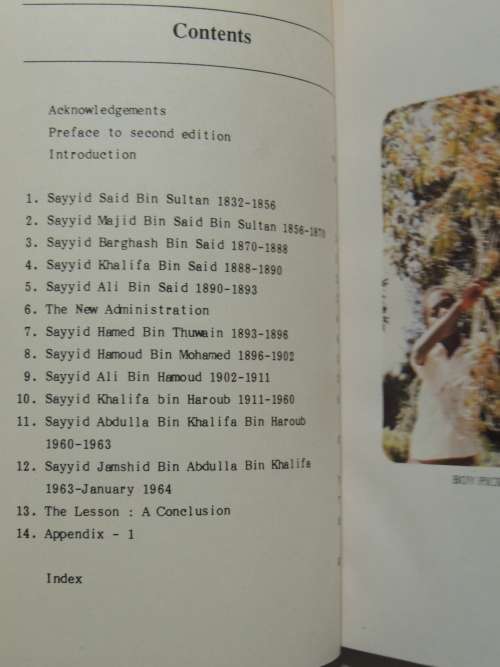 Contents
Acknowledgements
Preface to second edition
Introduction
1. Sayyid Said Bin Sultan 1832-1856
2. Sayyid Majid Bin Said Bin Sultan 1856-1870
3. Sayyid Barghash Bin Said 1870-1888
4. Sayyid Khalifa Bin Said 1888-1890
5. Sayyid Ali Bin Said 1890-1893
6. The New Administration
7. Sayyid Hamed Bin Thuwain 1893-1896
8. Sayyid Hamoud Bin Mohamed 1896-1902
9. Sayyid Ali Bin Hamoud 1902-1911
10. Sayyid Khalifa bin Haroub 1911-1960
11. Sayyid Abdulla Bin Khalifa Bin Haroub
1960-1963
12. Sayyid Jamshid Bin Abdulla Bin Khalifa
1963-January 1964
13. The Lesson : A Conclusion
14. Appendix - 1
Index
BOY